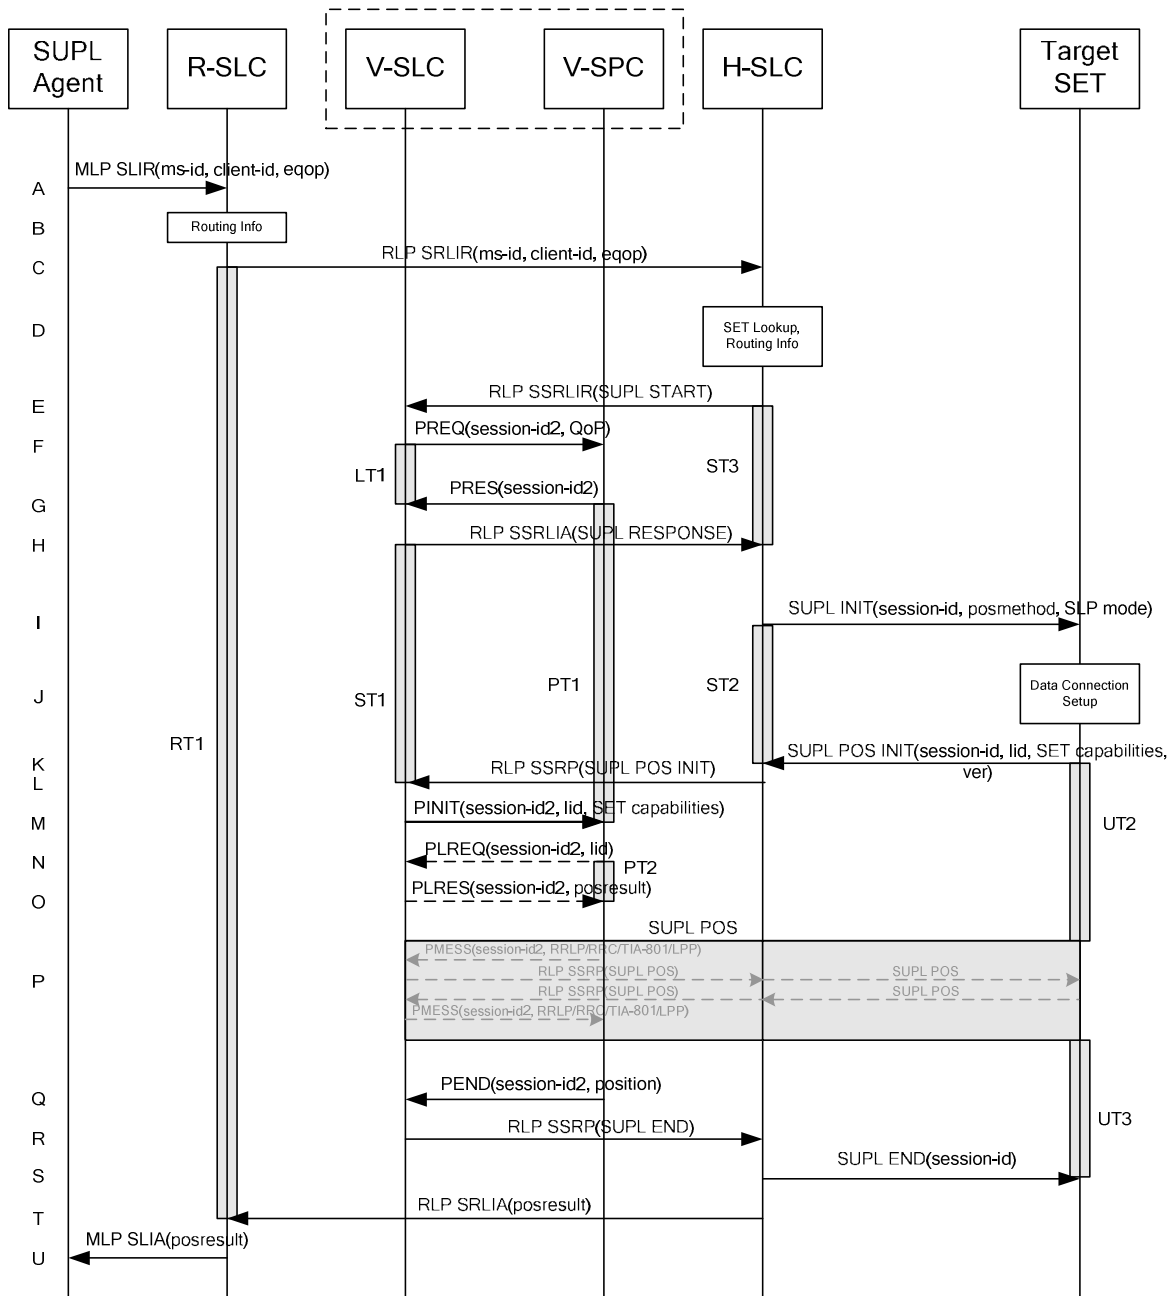 SUPL
Agent
R-SLC
V-SLC
V-SPC
H-SLC
Target
SET
MLP SLIR(ms-id, client-id, eqop)
A
B
Routing Info
RLP SRLIR(ms-id, client-id, eqop)
C
D
SET Lookup,
Routing Info
RLP SSRLIR(SUPL START)
E
PREQ(session-id2, QoP)
F
LT1
ST3
PRES(session-id2)
G
RLP SSRLIA(SUPL RESPONSE)
H
SUPL INIT(session-id, posmethod, SLP mode)
I
J
Data Connection
Setup
ST1
PT1
ST2
RT1
SUPL POS INIT(session-id, lid, SET capabilities,
ver)
K
RLP SSRP(SUPL POS INIT)
L
PINIT(session-id2, lid, SET capabilities)
M
UT2
PLREQ(session-id2, lid)
N
PT2
PLRES(session-id2, posresult)
O
SUPL POS
PMESS(session-id2, RRLP/RRC/TIA-801/LPP)
RLP SSRP(SUPL POS)
SUPL POS
P
RLP SSRP(SUPL POS)
SUPL POS
PMESS(session-id2, RRLP/RRC/TIA-801/LPP)
PEND(session-id2, position)
Q
RLP SSRP(SUPL END)
R
UT3
SUPL END(session-id)
S
RLP SRLIA(posresult)
T
MLP SLIA(posresult)
U